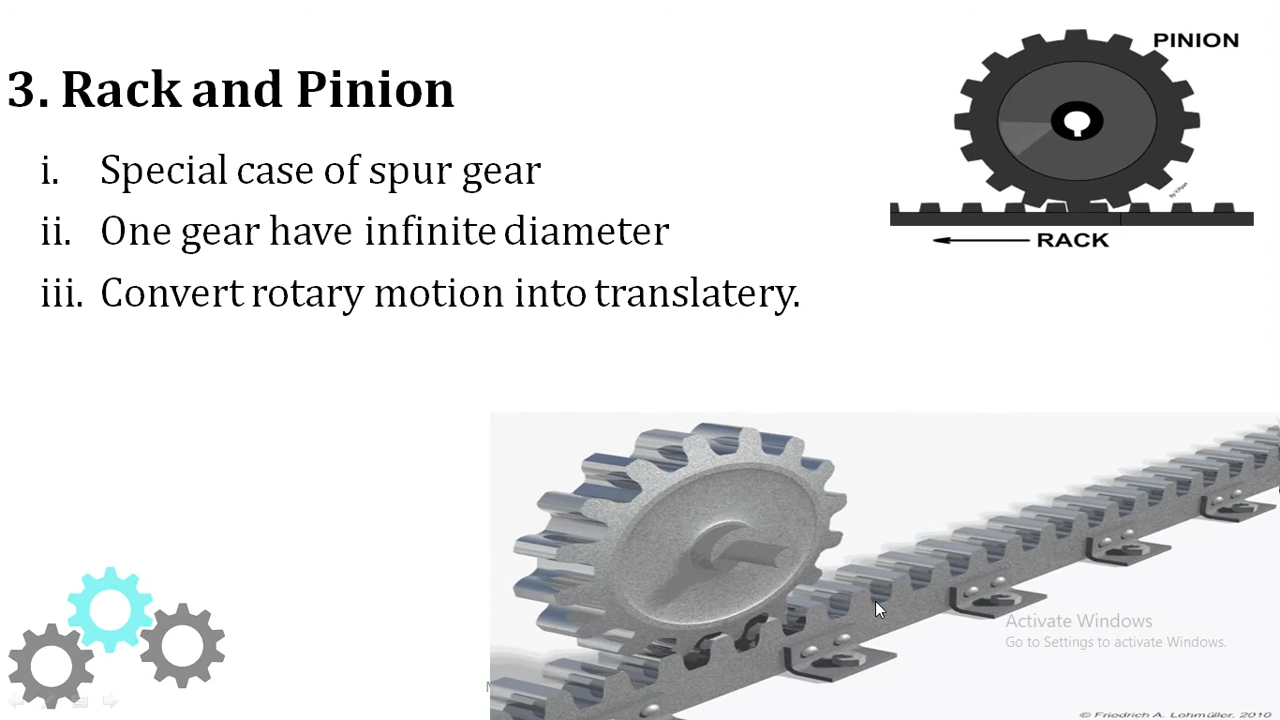 PINION
3. Rack and Pinion
i. Special case of spur gear
ii. One gear have infinite diameter
RACK
iii. Convert rotary motion into translatery.
Activate Windows
Go to Settings to activate Windows.
© Friedrich A. Lohmüller, 2010